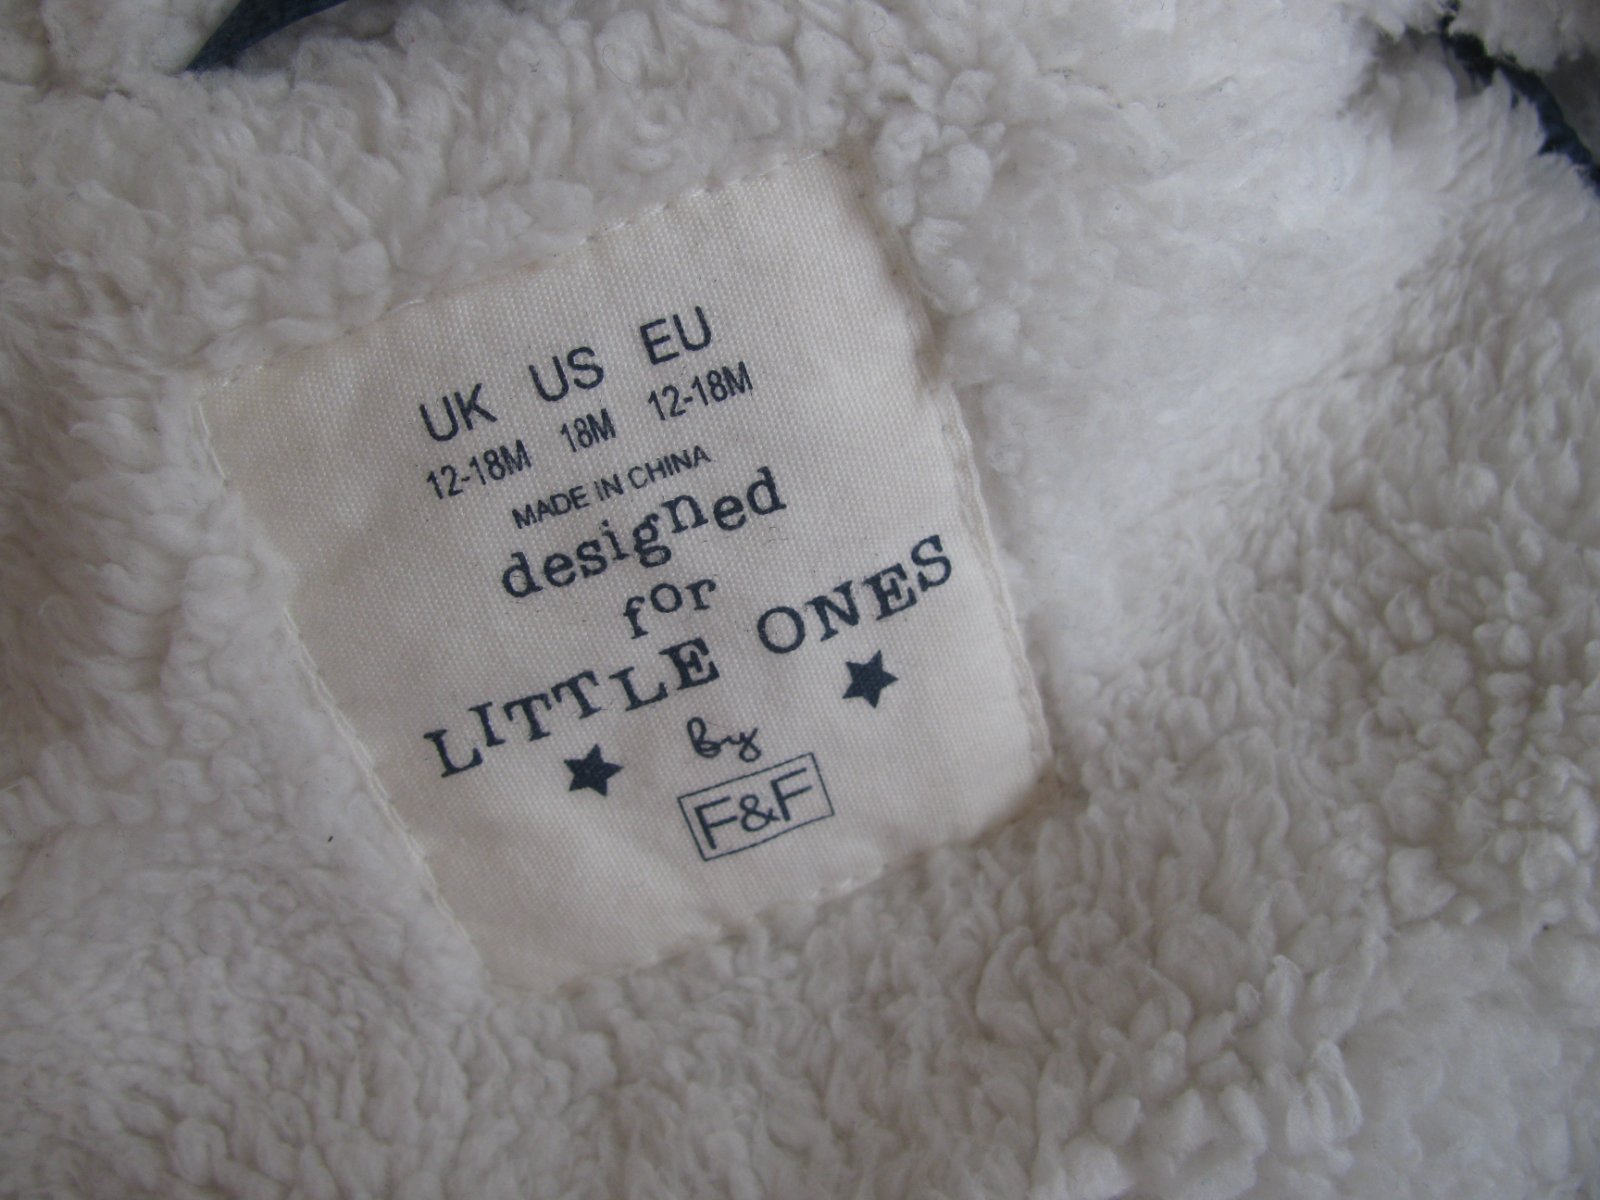 UK US EU
12-18M 18M 12-18M
MADE IN CHINA
designed
for
LITTLE ONES
by
F&F